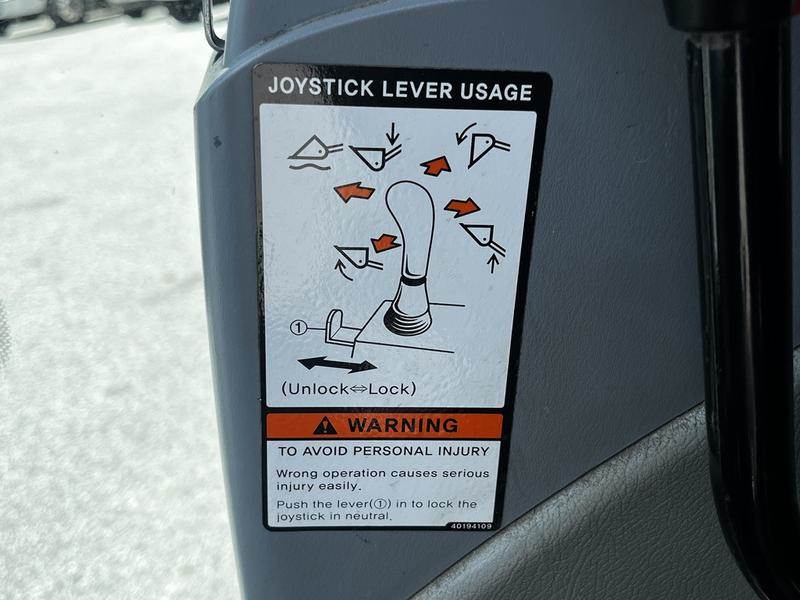 JOYSTICK LEVER USAGE
①
(Unlock⇔Lock)
WARNING
TO AVOID PERSONAL INJURY
Wrong operation causes serious
injury easily.
Push the lever(①) in to lock the
joystick in neutral.
40194109